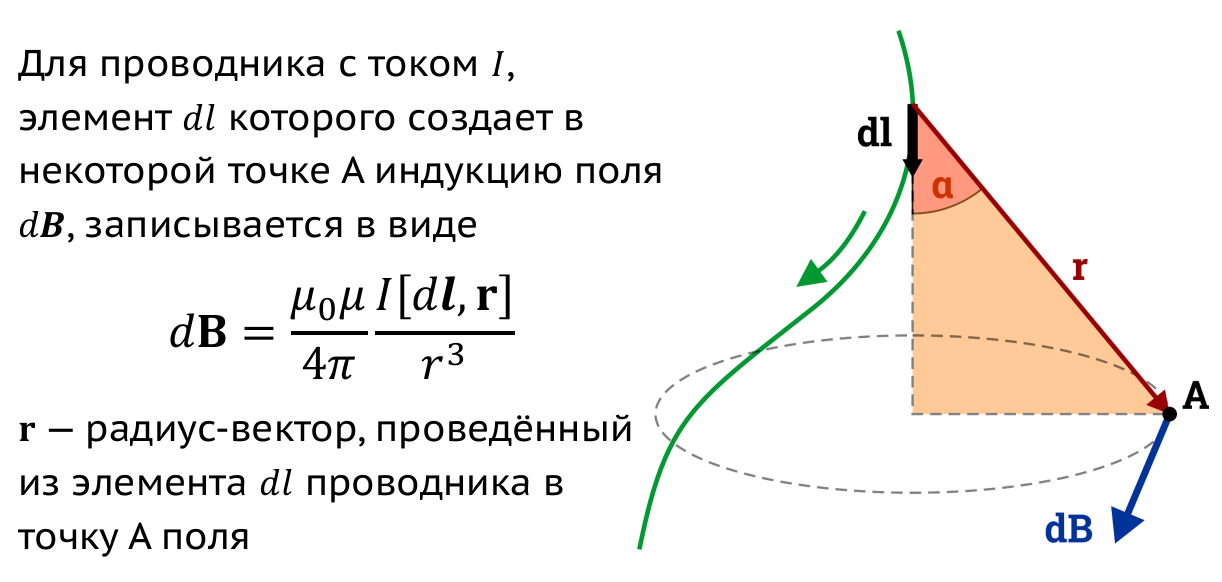 Для проводника с током I,
элемент dl которого создает в
некоторой точке А индукцию поля
dB, записывается в виде
dB = μ₀μ/4π I[dl, r]/r³
r – радиус-вектор, проведённый
из элемента dl проводника в
точку А поля
dl
α
r
A
dB